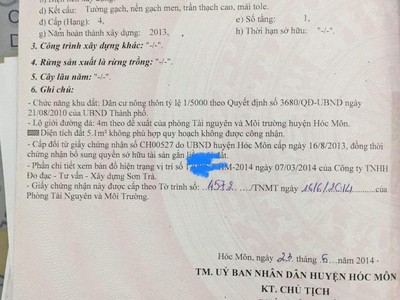 d) Kết cấu: Tường gạch, nền gạch men, trần thạch cao, mái tole.
đ) Cấp (Hạng): 4, e) Số tầng: 1,
g) Năm hoàn thành xây dựng: 2013, h) Thời hạn sở hữu: "-/-".
3. Công trình xây dựng khác: "-/-".
4. Rừng sản xuất là rừng trồng: "-/-".
5. Cây lâu năm: "-/-".
6. Ghi chú:
- Chức năng khu đất: Dân cư nông thôn tỷ lệ 1/5000 theo Quyết định số 3680/QĐ-UBND ngày
21/08/2010 của UBND Thành phố.
- Lộ giới đường đá: 4m theo đề xuất của phòng Tài nguyên và Môi trường huyện Hóc Môn.
Diện tích đất 5.1m² không phù hợp quy hoạch không được công nhận.
- Cấp đổi từ giấy chứng nhận số CH00527 do UBND huyện Hóc Môn cấp ngày 16/8/2013, đồng thời
chứng nhận bổ sung quyền sở hữu tài sản gắn đất.
- Phần chi tiết xem bản đồ hiện trạng vị trí số HM-2014 ngày 07/03/2014 của Công ty TNHH
Đo đạc - Tư vấn - Xây dựng Sơn Trà.
- Giấy chứng nhận này được cấp theo Tờ trình số: 4572 /TNMT ngày 16/6/2014 của
Phòng Tài Nguyên và Môi Trường.
Hóc Môn, ngày 23 tháng 6 năm 2014
TM. UỶ BAN NHÂN DÂN HUYỆN HÓC MÔN
KT. CHỦ TỊCH